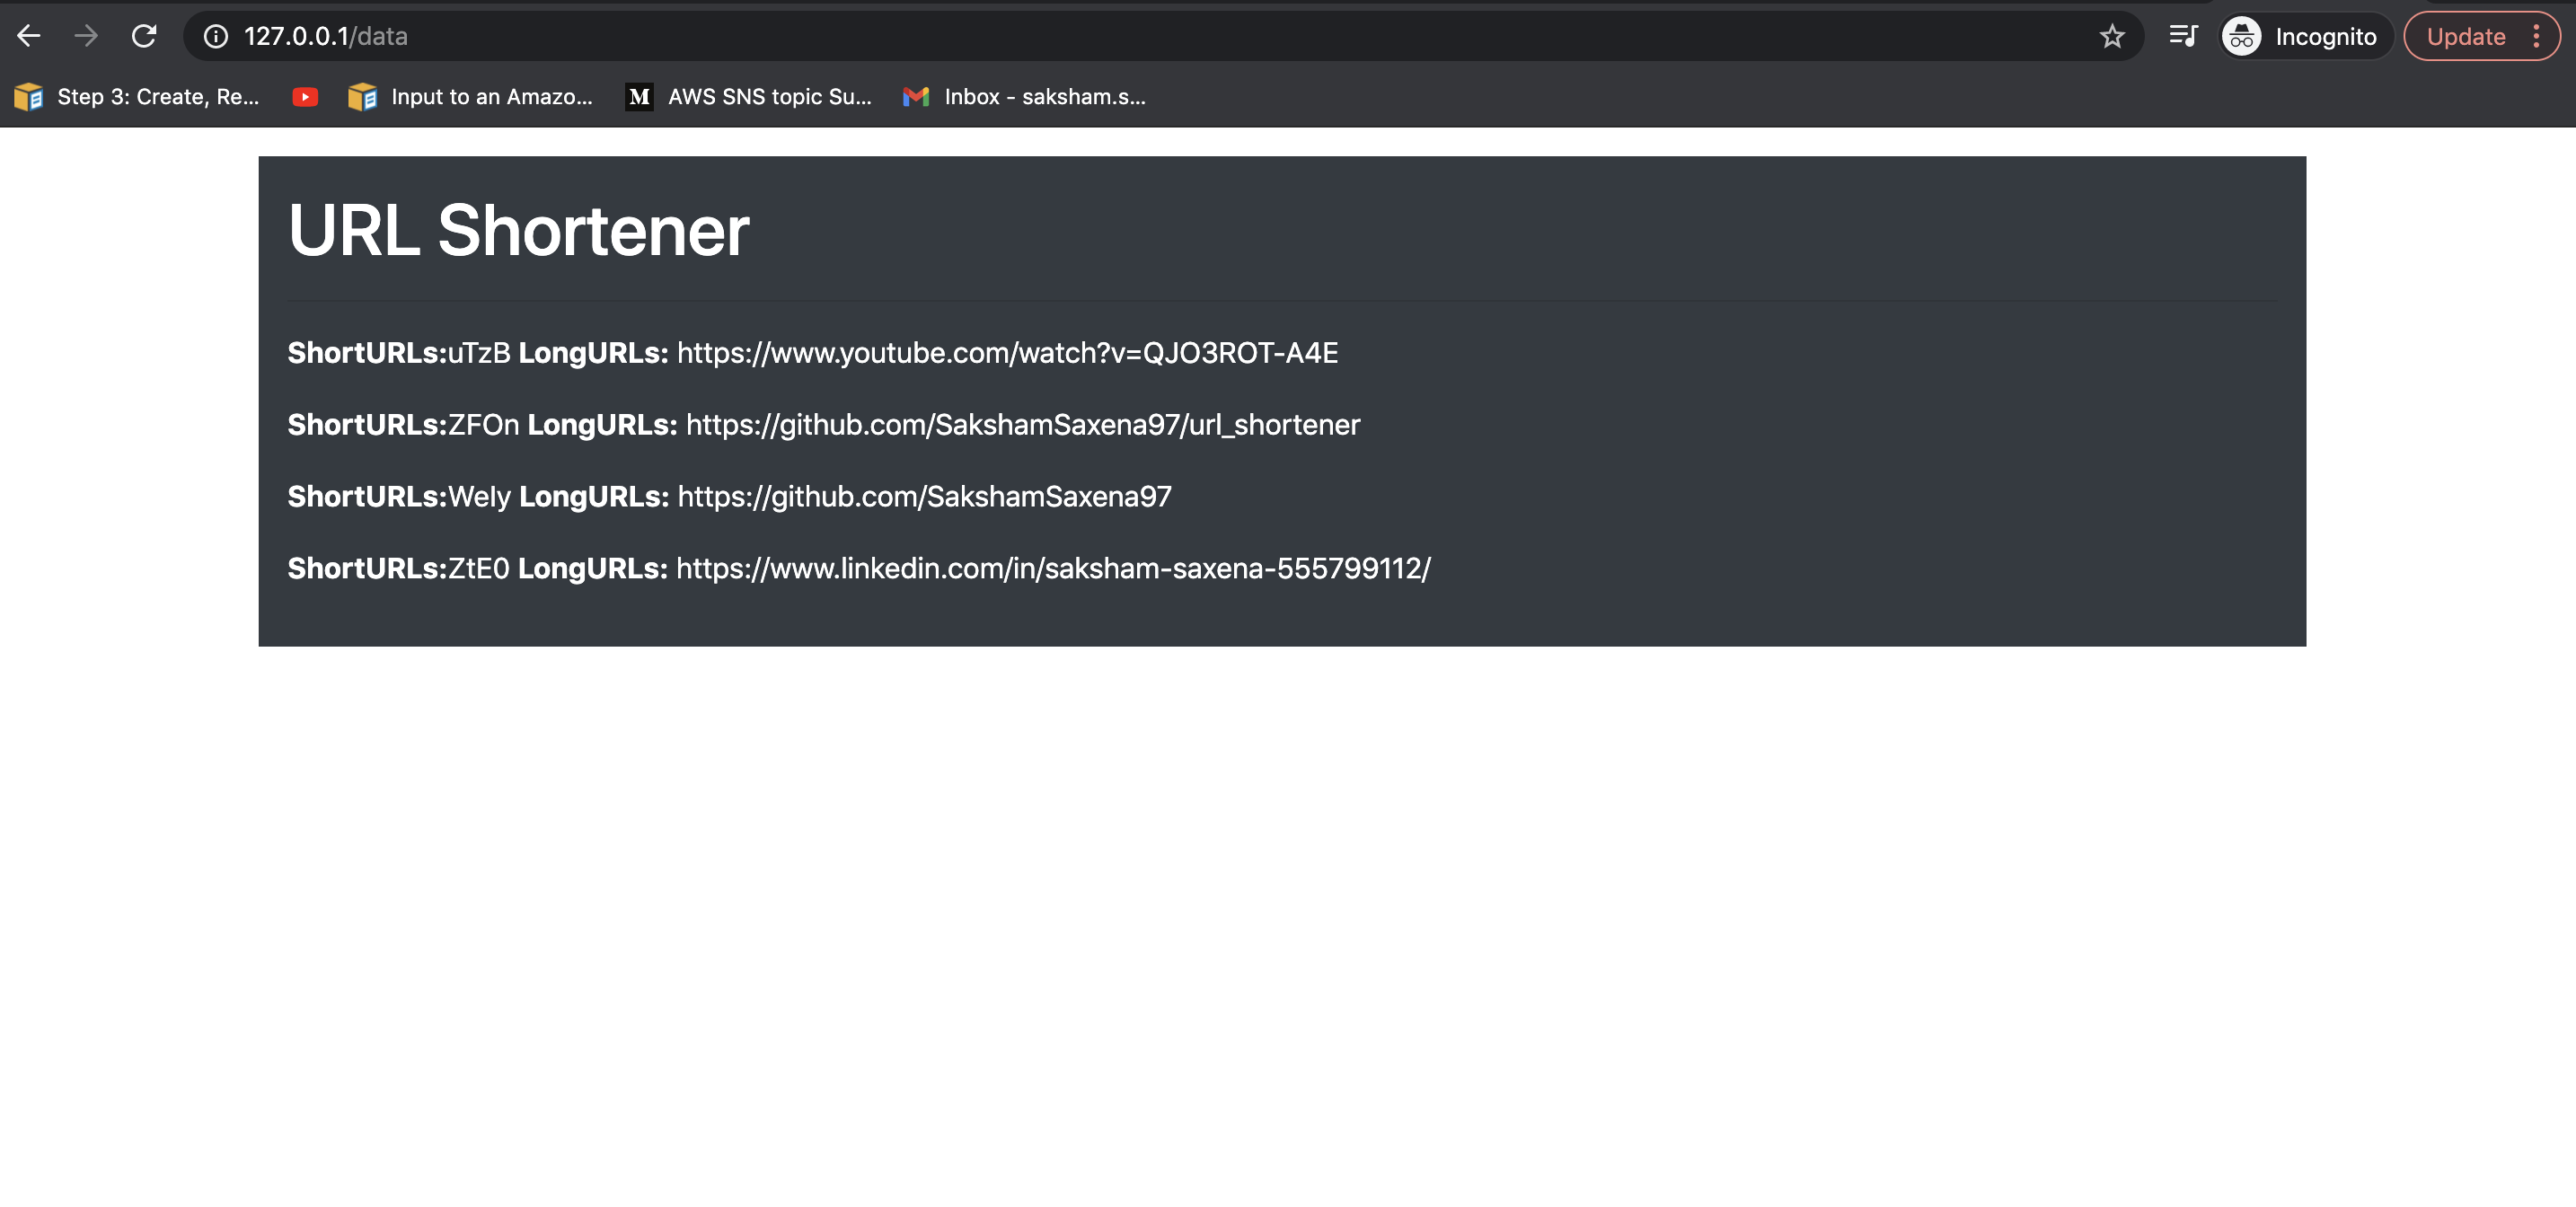 127.0.0.1/data
Incognito
Update
Step 3: Create, Re...
Input to an Amazo...
M AWS SNS topic Su...
Inbox - saksham.s...
URL Shortener
ShortURLs:uTzB LongURLs: https://www.youtube.com/watch?v=QJO3ROT-A4E
ShortURLs:ZFOn LongURLs: https://github.com/SakshamSaxena97/url_shortener
ShortURLs:Wely LongURLs: https://github.com/SakshamSaxena97
ShortURLs:ZtE0 LongURLs: https://www.linkedin.com/in/saksham-saxena-555799112/